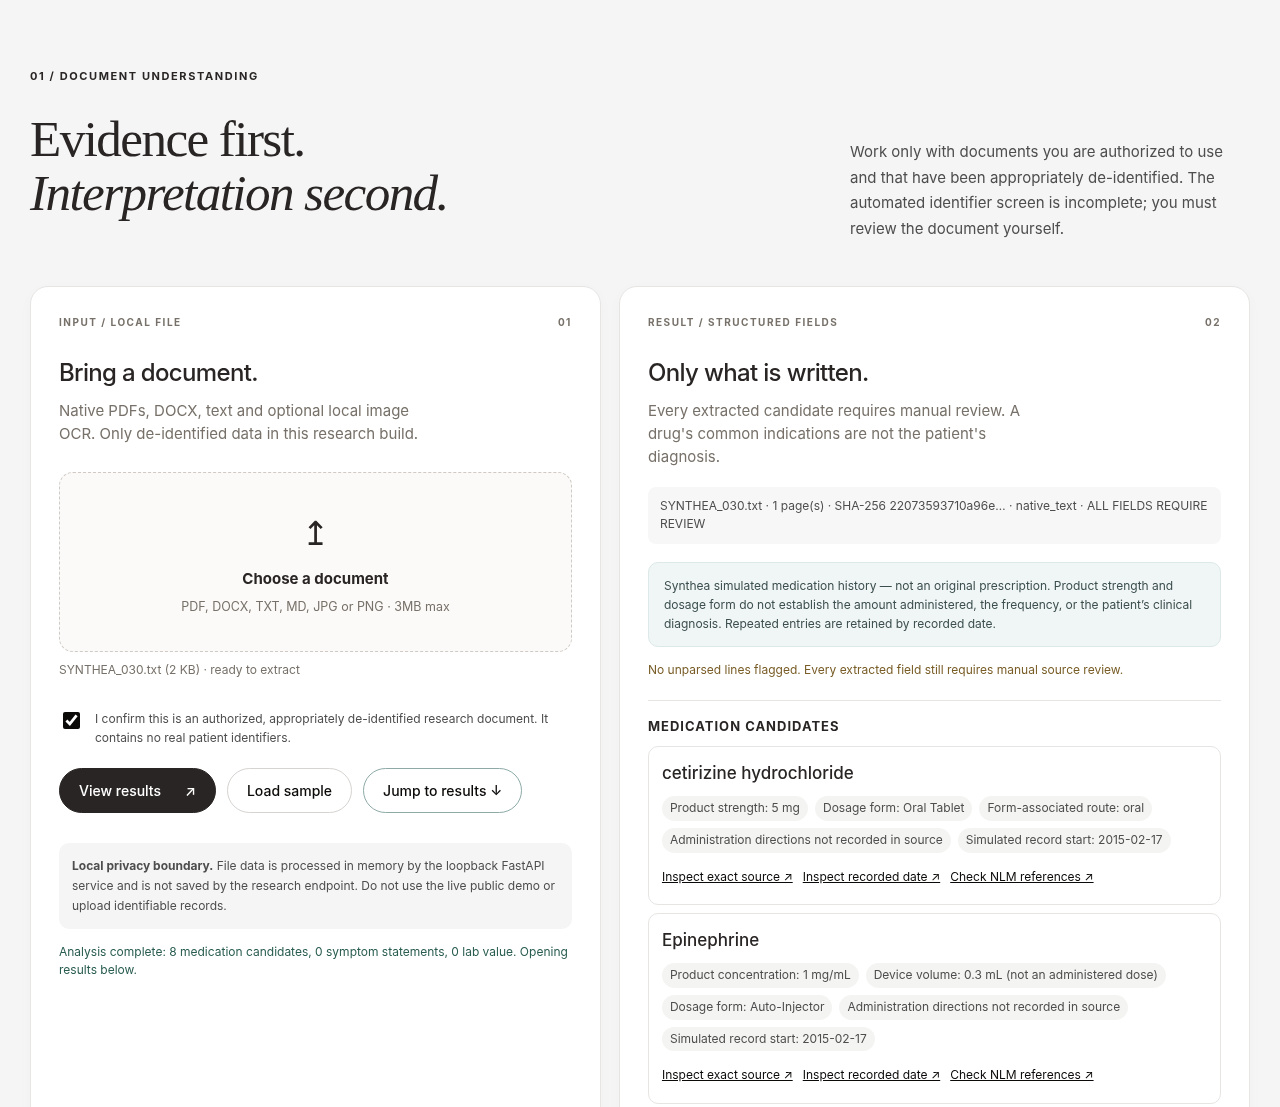 01 / DOCUMENT UNDERSTANDING
Evidence first.
Interpretation second.
Work only with documents you are authorized to use
and that have been appropriately de-identified. The
automated identifier screen is incomplete; you must
review the document yourself.
INPUT / LOCAL FILE
01
Bring a document.
Native PDFs, DOCX, text and optional local image
OCR. Only de-identified data in this research build.
↥
Choose a document
PDF, DOCX, TXT, MD, JPG or PNG · 3MB max
SYNTHEA_030.txt (2 KB) · ready to extract
I confirm this is an authorized, appropriately de-identified research document. It
contains no real patient identifiers.
View results ↗
Load sample
Jump to results ↓
Local privacy boundary. File data is processed in memory by the loopback FastAPI
service and is not saved by the research endpoint. Do not use the live public demo or
upload identifiable records.
Analysis complete: 8 medication candidates, 0 symptom statements, 0 lab value. Opening
results below.
RESULT / STRUCTURED FIELDS
02
Only what is written.
Every extracted candidate requires manual review. A
drug's common indications are not the patient's
diagnosis.
SYNTHEA_030.txt · 1 page(s) · SHA-256 22073593710a96e… · native_text · ALL FIELDS REQUIRE
REVIEW
Synthea simulated medication history — not an original prescription. Product strength and
dosage form do not establish the amount administered, the frequency, or the patient’s clinical
diagnosis. Repeated entries are retained by recorded date.
No unparsed lines flagged. Every extracted field still requires manual source review.
MEDICATION CANDIDATES
cetirizine hydrochloride
Product strength: 5 mg
Dosage form: Oral Tablet
Form-associated route: oral
Administration directions not recorded in source
Simulated record start: 2015-02-17
Inspect exact source ↗ Inspect recorded date ↗ Check NLM references ↗
Epinephrine
Product concentration: 1 mg/mL
Device volume: 0.3 mL (not an administered dose)
Dosage form: Auto-Injector
Administration directions not recorded in source
Simulated record start: 2015-02-17
Inspect exact source ↗ Inspect recorded date ↗ Check NLM references ↗